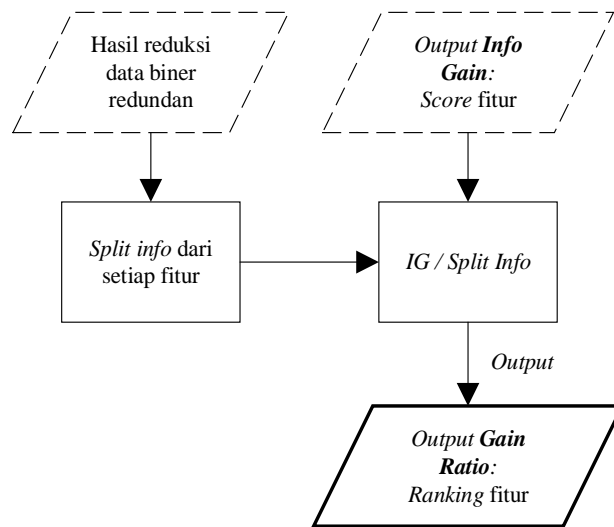 Hasil reduksi
data biner
redundan
Output Info
Gain:
Score fitur
Split info dari
setiap fitur
IG / Split Info
Output
Output Gain
Ratio:
Ranking fitur